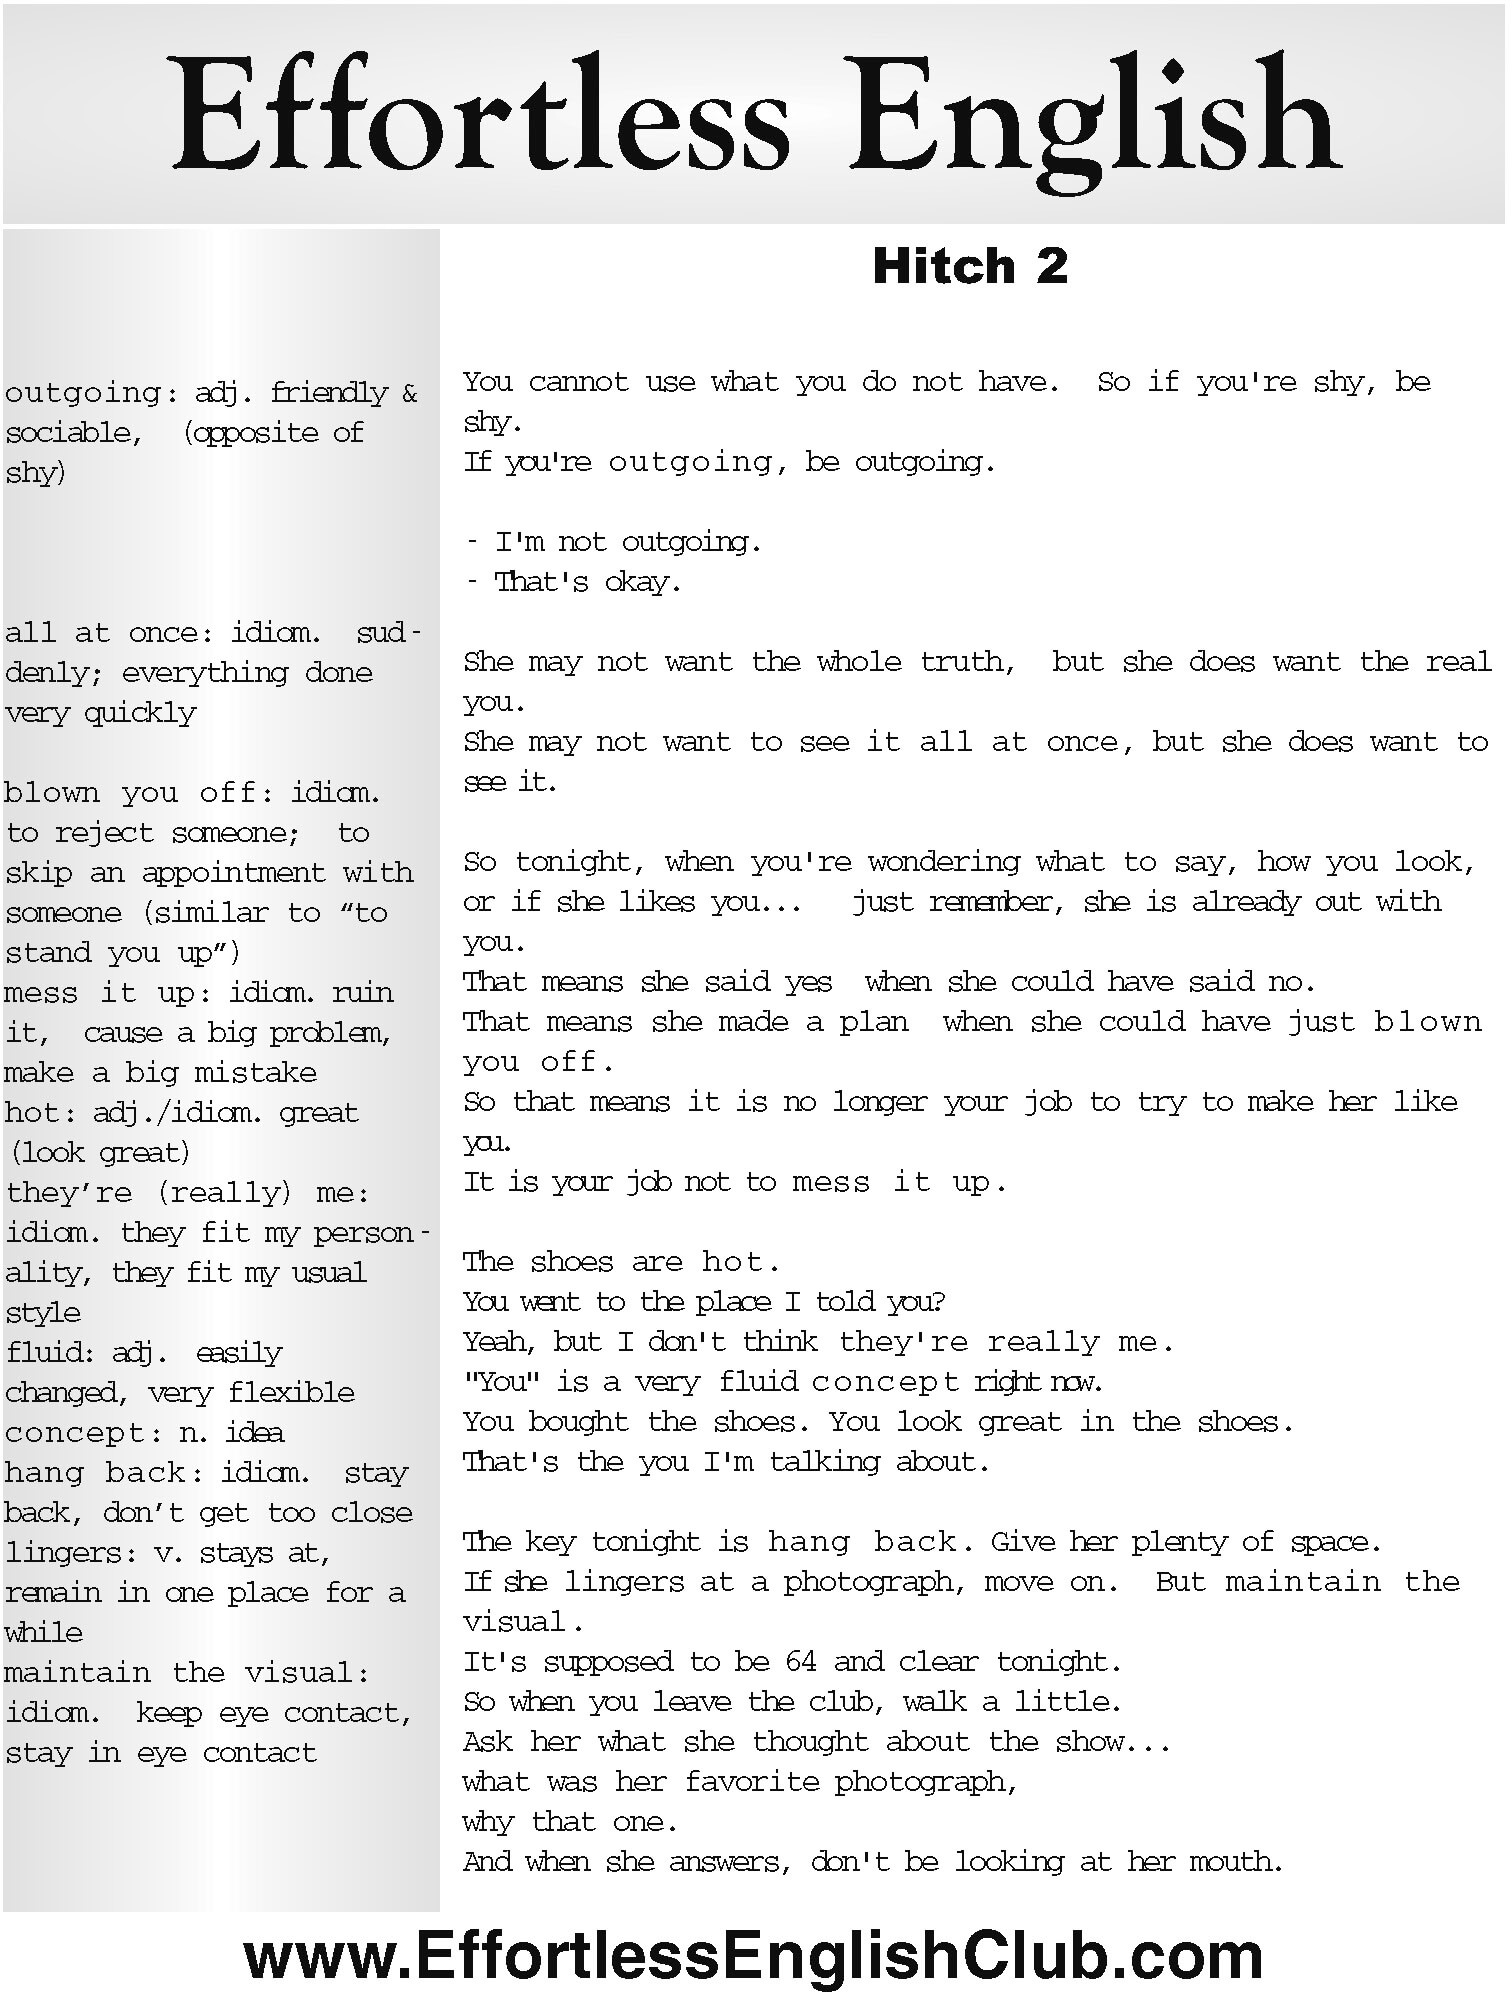 Effortless English
outgoing: adj. friendly &
sociable, (opposite of
shy)
all at once: idiom. sud-
denly; everything done
very quickly
blown you off: idiom.
to reject someone; to
skip an appointment with
someone (similar to “to
stand you up”)
mess it up: idiom. ruin
it, cause a big problem,
make a big mistake
hot: adj./idiom. great
(look great)
they’re (really) me:
idiom. they fit my person-
ality, they fit my usual
style
fluid: adj. easily
changed, very flexible
concept: n. idea
hang back: idiom. stay
back, don’t get too close
lingers: v. stays at,
remain in one place for a
while
maintain the visual:
idiom. keep eye contact,
stay in eye contact
Hitch 2
You cannot use what you do not have. So if you're shy, be
shy.
If you're outgoing, be outgoing.
- I'm not outgoing.
- That's okay.
She may not want the whole truth, but she does want the real
you.
She may not want to see it all at once, but she does want to
see it.
So tonight, when you're wondering what to say, how you look,
or if she likes you... just remember, she is already out with
you.
That means she said yes when she could have said no.
That means she made a plan when she could have just blown
you off.
So that means it is no longer your job to try to make her like
you.
It is your job not to mess it up.
The shoes are hot.
You went to the place I told you?
Yeah, but I don't think they're really me.
"You" is a very fluid concept right now.
You bought the shoes. You look great in the shoes.
That's the you I'm talking about.
The key tonight is hang back. Give her plenty of space.
If she lingers at a photograph, move on. But maintain the
visual.
It's supposed to be 64 and clear tonight.
So when you leave the club, walk a little.
Ask her what she thought about the show...
what was her favorite photograph,
why that one.
And when she answers, don't be looking at her mouth.
www.EffortlessEnglishClub.com